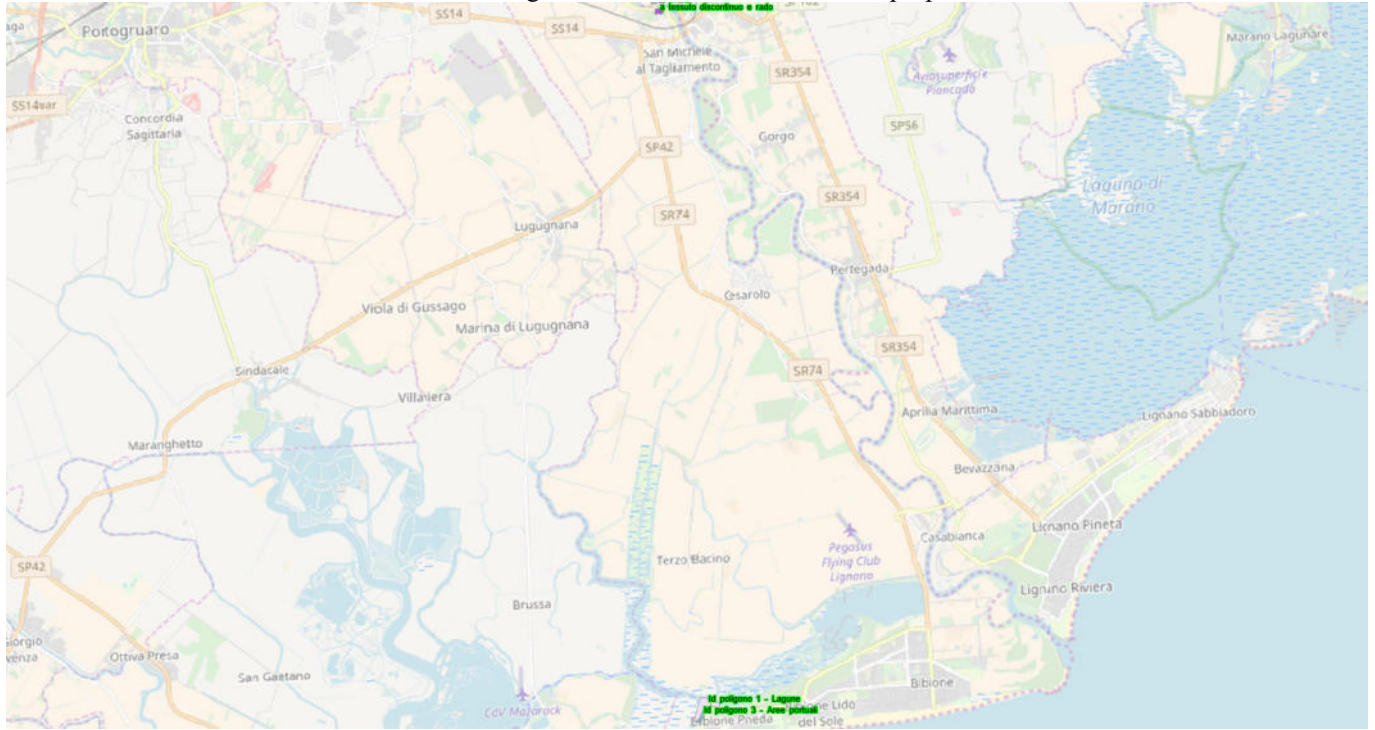 a tessuto discontinuo e rado
SS14
SS14
Portogruaro
San Michele
al Tagliamento
Marano Lagunare
SR354
Aviosuperficie
Piancada
SS14var
Concordia
Sagittaria
SP56
Gorgo
SP42
Laguna di
Marano
SR354
SR74
Lugugnana
Pertegada
Cesarolo
Viola di Gussago
Marina di Lugugnana
SR354
Sindacale
SR74
Villaviera
Aprilia Marittima
Lignano Sabbiadoro
Maranghetto
Bevazzana
Lignano Pineta
Casabianca
Pegasus
Flying Club
Lignano
Terzo Bacino
SP42
Lignano Riviera
Brussa
Giorgio
venza
Ottiva Presa
San Gaetano
Bibione
CdV Mazarack
Id poligono 1 - Lagune
Id poligono 3 - Aree portuali
one Lido
del Sole
Bibione Pineda